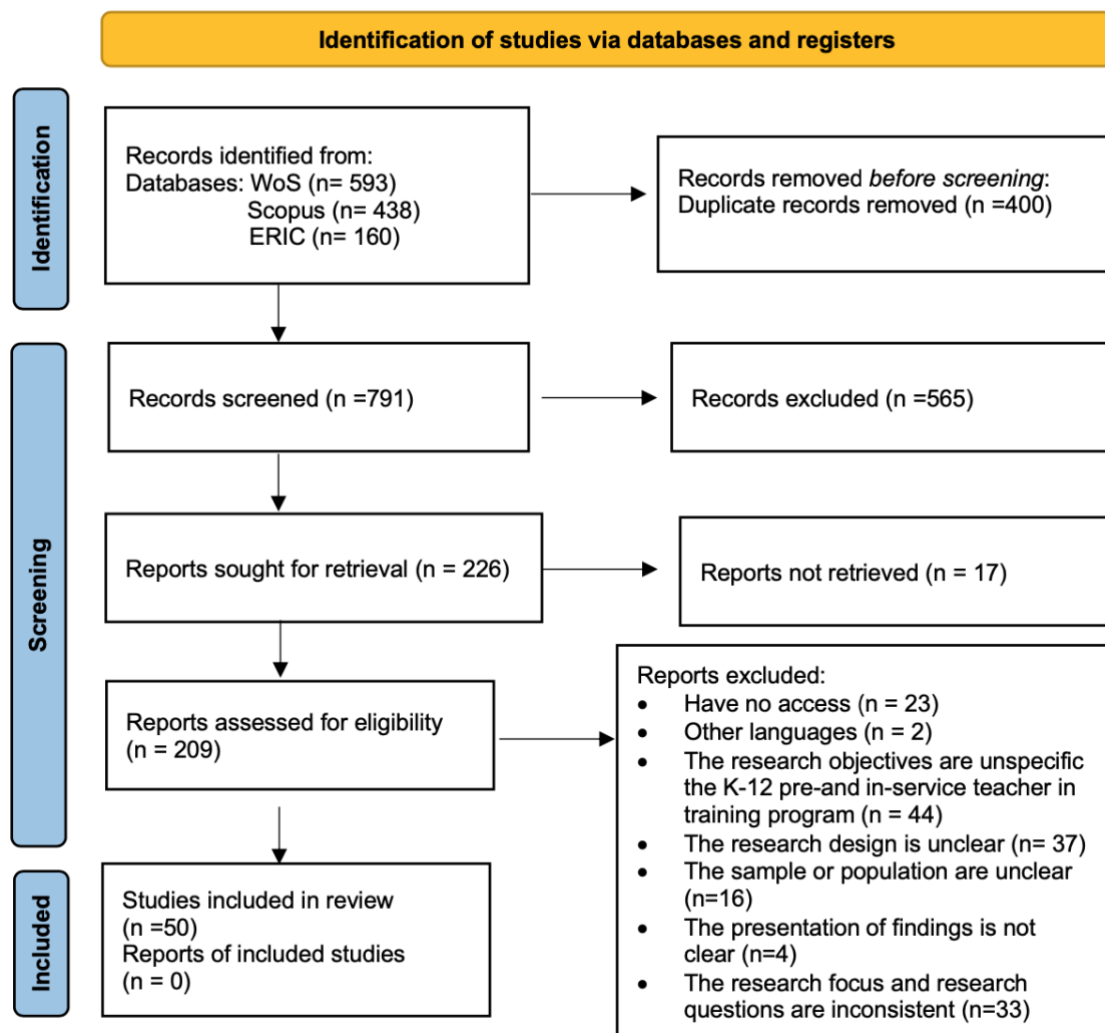 Identification of studies via databases and registers
Identification
Records identified from:
Databases: WoS (n= 593)
Scopus (n= 438)
ERIC (n= 160)
Records removed before screening:
Duplicate records removed (n =400)
Screening
Records screened (n =791)
Records excluded (n =565)
Reports sought for retrieval (n = 226)
Reports not retrieved (n = 17)
Reports assessed for eligibility
(n = 209)
Reports excluded:
• Have no access (n = 23)
• Other languages (n = 2)
• The research objectives are unspecific
the K-12 pre-and in-service teacher in
training program (n = 44)
• The research design is unclear (n= 37)
• The sample or population are unclear
(n=16)
• The presentation of findings is not
clear (n=4)
• The research focus and research
questions are inconsistent (n=33)
Included
Studies included in review
(n =50)
Reports of included studies
(n = 0)